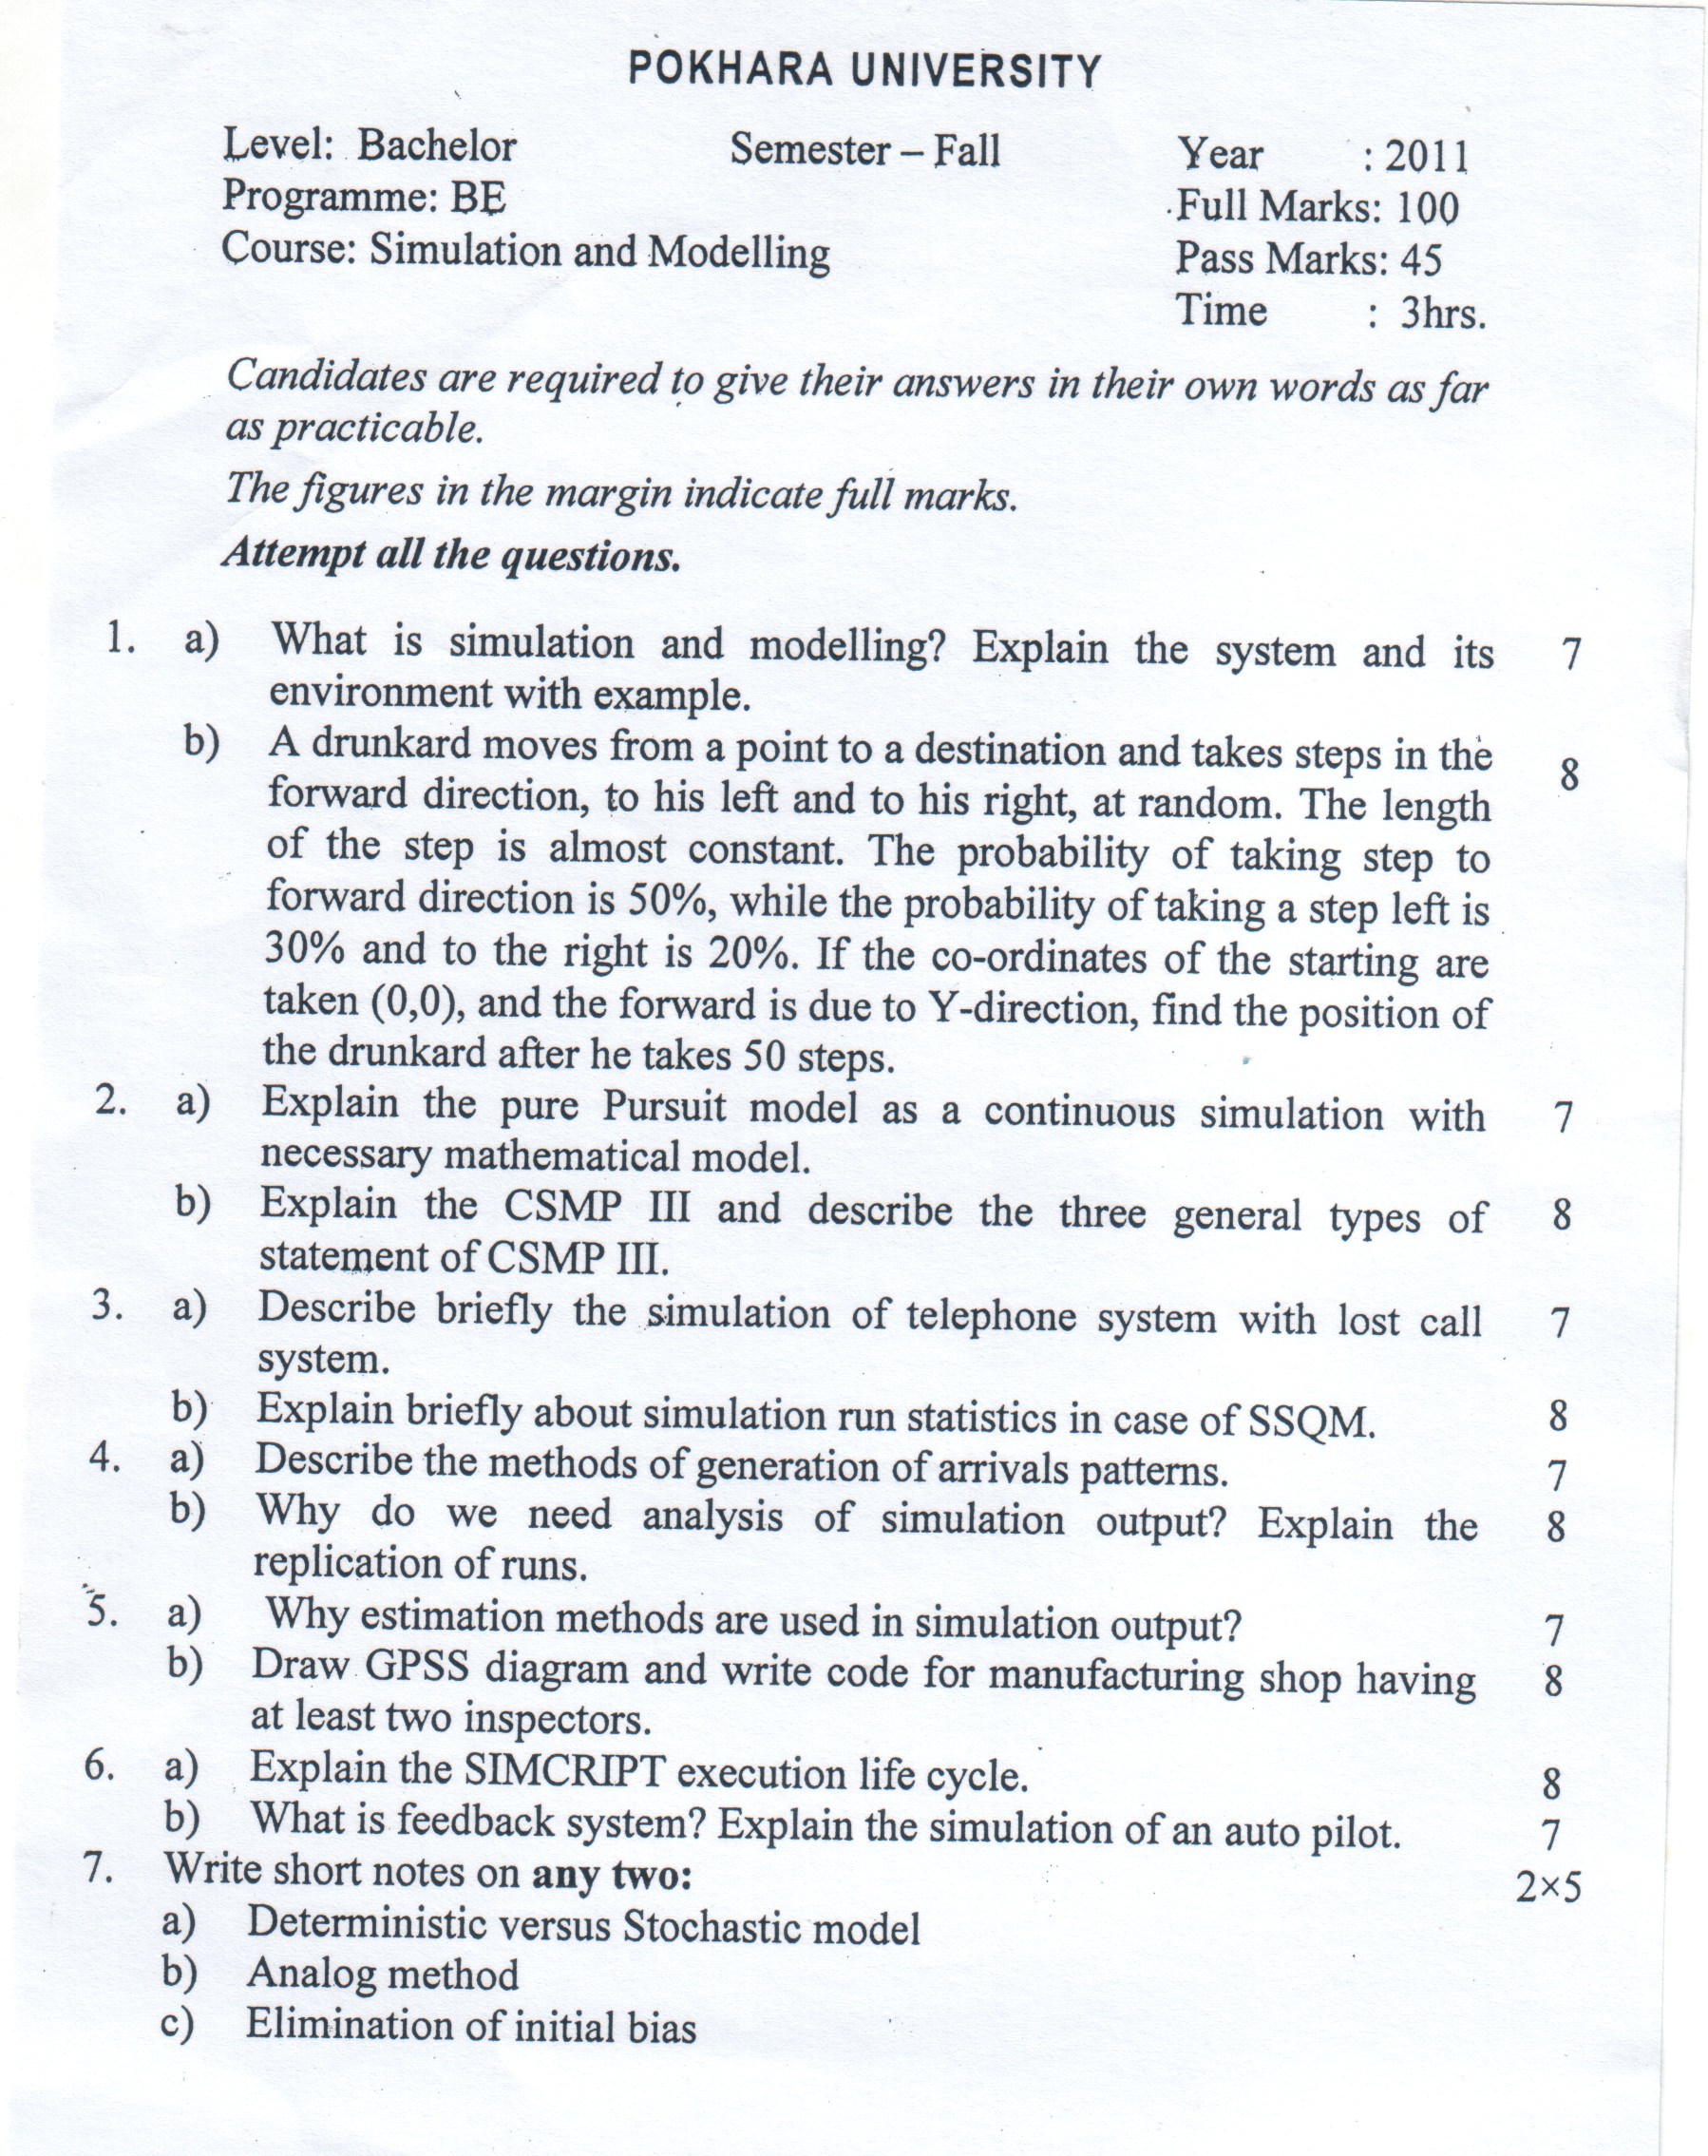 POKHARA UNIVERSITY
Level: Bachelor Semester – Fall Year : 2011
Programme: BE Full Marks: 100
Course: Simulation and Modelling Pass Marks: 45
Time : 3hrs.
Candidates are required to give their answers in their own words as far
as practicable.
The figures in the margin indicate full marks.
Attempt all the questions.
1. a) What is simulation and modelling? Explain the system and its 7
environment with example.
b) A drunkard moves from a point to a destination and takes steps in the 8
forward direction, to his left and to his right, at random. The length
of the step is almost constant. The probability of taking step to
forward direction is 50%, while the probability of taking a step left is
30% and to the right is 20%. If the co-ordinates of the starting are
taken (0,0), and the forward is due to Y-direction, find the position of
the drunkard after he takes 50 steps.
2. a) Explain the pure Pursuit model as a continuous simulation with 7
necessary mathematical model.
b) Explain the CSMP III and describe the three general types of 8
statement of CSMP III.
3. a) Describe briefly the simulation of telephone system with lost call 7
system.
b) Explain briefly about simulation run statistics in case of SSQM. 8
4. a) Describe the methods of generation of arrivals patterns. 7
b) Why do we need analysis of simulation output? Explain the 8
replication of runs.
5. a) Why estimation methods are used in simulation output? 7
b) Draw GPSS diagram and write code for manufacturing shop having 8
at least two inspectors.
6. a) Explain the SIMCRIPT execution life cycle. 8
b) What is feedback system? Explain the simulation of an auto pilot. 7
7. Write short notes on any two: 2×5
a) Deterministic versus Stochastic model
b) Analog method
c) Elimination of initial bias